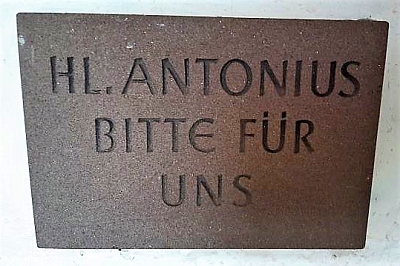 HL. ANTONIUS
BITTE FÜR
UNS